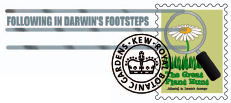 FOLLOWING IN DARWIN'S FOOTSTEPS
KEW · ROYAL BOTANIC GARDENS
The Great
Plant Hunt